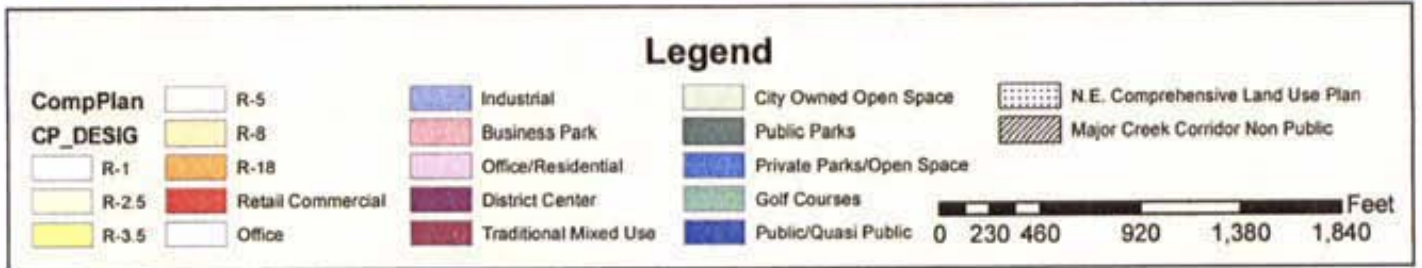 Legend
CompPlan
CP_DESIG
R-1
R-2.5
R-3.5
R-5
R-8
R-18
Retail Commercial
Office
Industrial
Business Park
Office/Residential
District Center
Traditional Mixed Use
City Owned Open Space
Public Parks
Private Parks/Open Space
Golf Courses
Public/Quasi Public
N.E. Comprehensive Land Use Plan
Major Creek Corridor Non Public
Feet
0 230 460 920 1,380 1,840